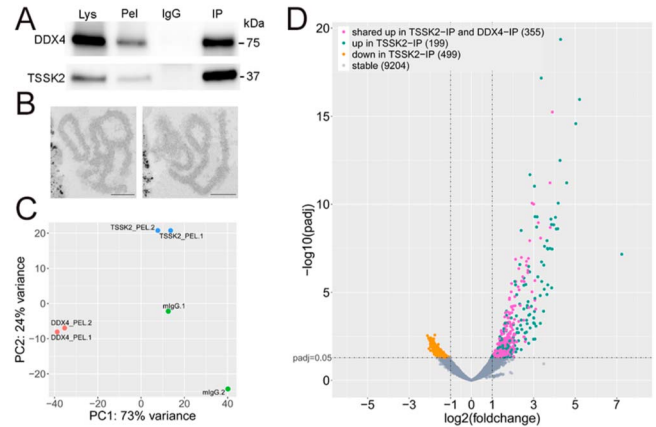 A
Lys Pel IgG IP kDa
DDX4 - 75
TSSK2 - 37
B
C
TSSK2_PEL.2
TSSK2_PEL.1
mIgG.1
DDX4_PEL.2
DDX4_PEL.1
mIgG.2
20
10
0
−10
−20
PC2: 24% variance
−40 −20 0 20 40
PC1: 73% variance
D
shared up in TSSK2-IP and DDX4-IP (355)
up in TSSK2-IP (199)
down in TSSK2-IP (499)
stable (9204)
20
15
10
5
padj=0.05
0
−log10(padj)
−5 −3 −1 0 1 3 5 7
log2(foldchange)